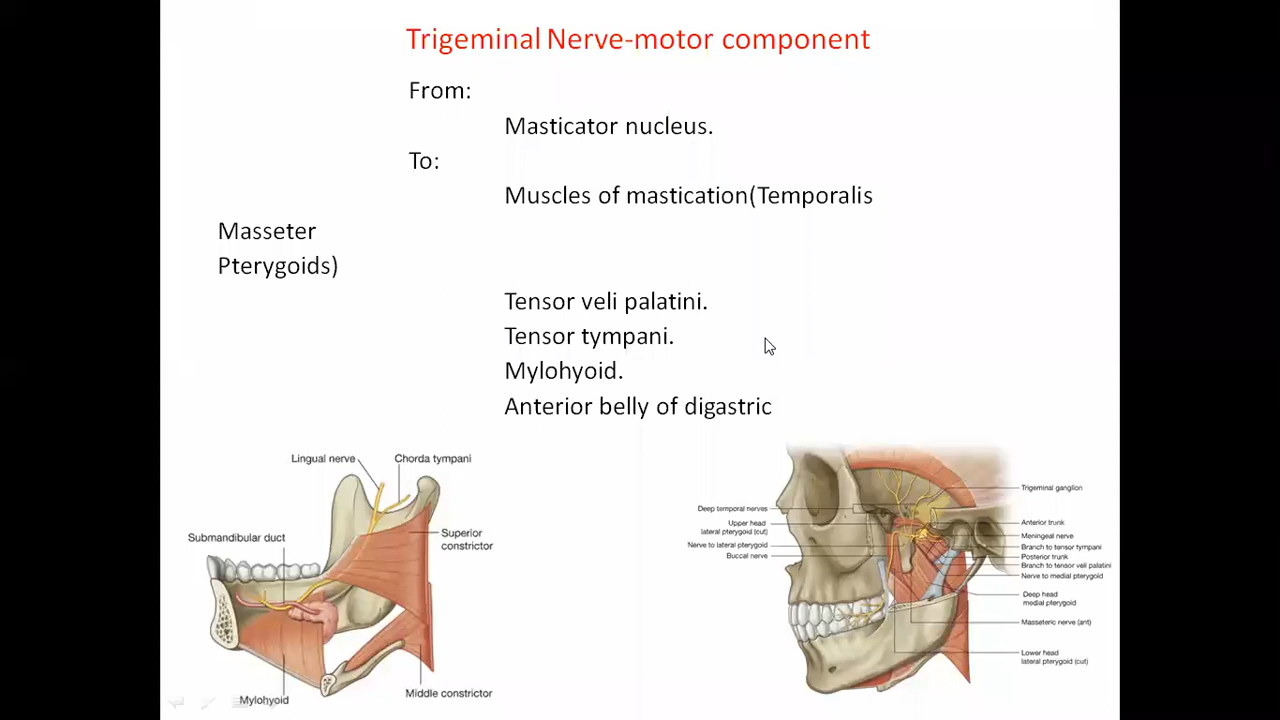 Trigeminal Nerve-motor component
From:
Masticator nucleus.
To:
Muscles of mastication(Temporalis
Masseter
Pterygoids)
Tensor veli palatini.
Tensor tympani.
Mylohyoid.
Anterior belly of digastric
Lingual nerve
Chorda tympani
Submandibular duct
Superior
constrictor
Mylohyoid
Middle constrictor
Deep temporal nerves
Upper head
lateral pterygoid (cut)
Nerve to lateral pterygoid
Buccal nerve
Trigeminal ganglion
Anterior trunk
Meningeal nerve
Branch to tensor tympani
Posterior trunk
Branch to tensor veli palatini
Nerve to medial pterygoid
Deep head
medial pterygoid
Masseteric nerve (ant)
Lower head
lateral pterygoid (cut)